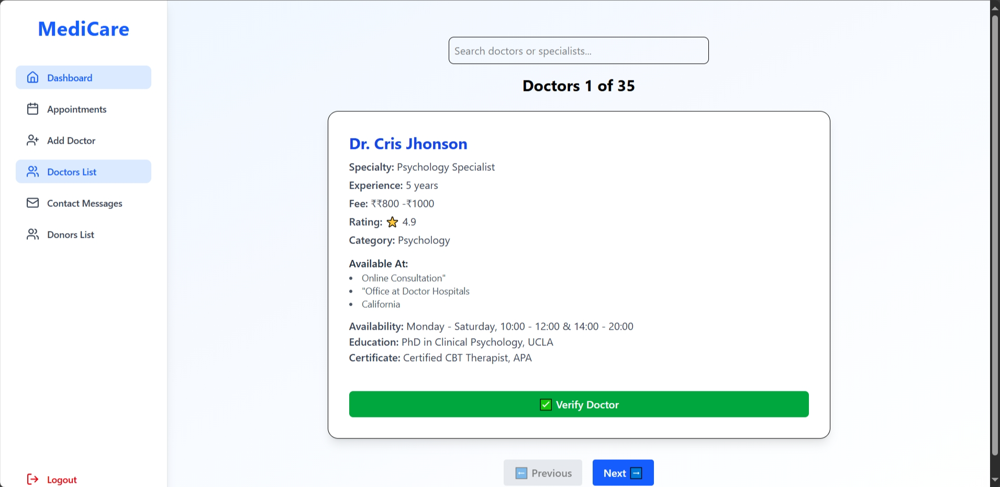 MediCare
Dashboard
Appointments
Add Doctor
Doctors List
Contact Messages
Donors List
Logout
Search doctors or specialists...
Doctors 1 of 35
Dr. Cris Jhonson
Specialty: Psychology Specialist
Experience: 5 years
Fee: ₹₹800 -₹1000
Rating: ⭐ 4.9
Category: Psychology
Available At:
• Online Consultation"
• "Office at Doctor Hospitals
• California
Availability: Monday - Saturday, 10:00 - 12:00 & 14:00 - 20:00
Education: PhD in Clinical Psychology, UCLA
Certificate: Certified CBT Therapist, APA
✅ Verify Doctor
⬅️ Previous
Next ➡️